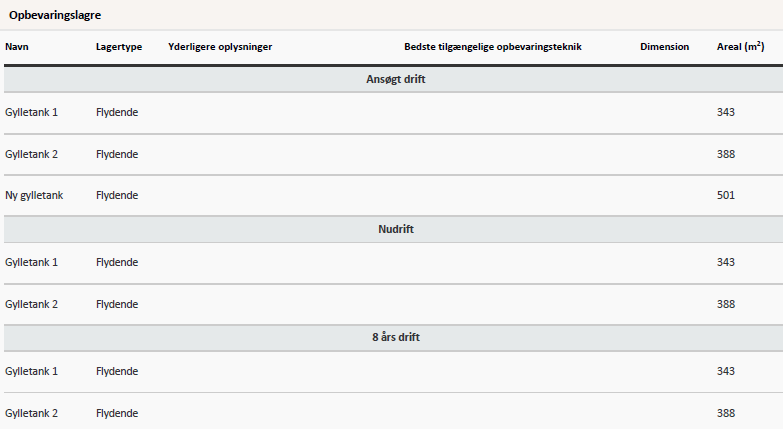 Opbevaringslagre
Navn Lagertype Yderligere oplysninger Bedste tilgængelige opbevaringsteknik Dimension Areal (m²)
Ansøgt drift
Gylletank 1 Flydende 343
Gylletank 2 Flydende 388
Ny gylletank Flydende 501
Nudrift
Gylletank 1 Flydende 343
Gylletank 2 Flydende 388
8 års drift
Gylletank 1 Flydende 343
Gylletank 2 Flydende 388